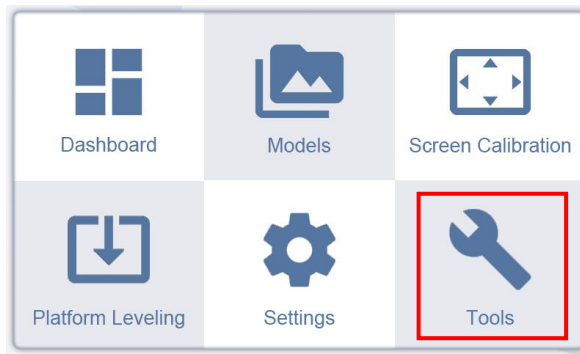 Dashboard
Models
Screen Calibration
Platform Leveling
Settings
Tools